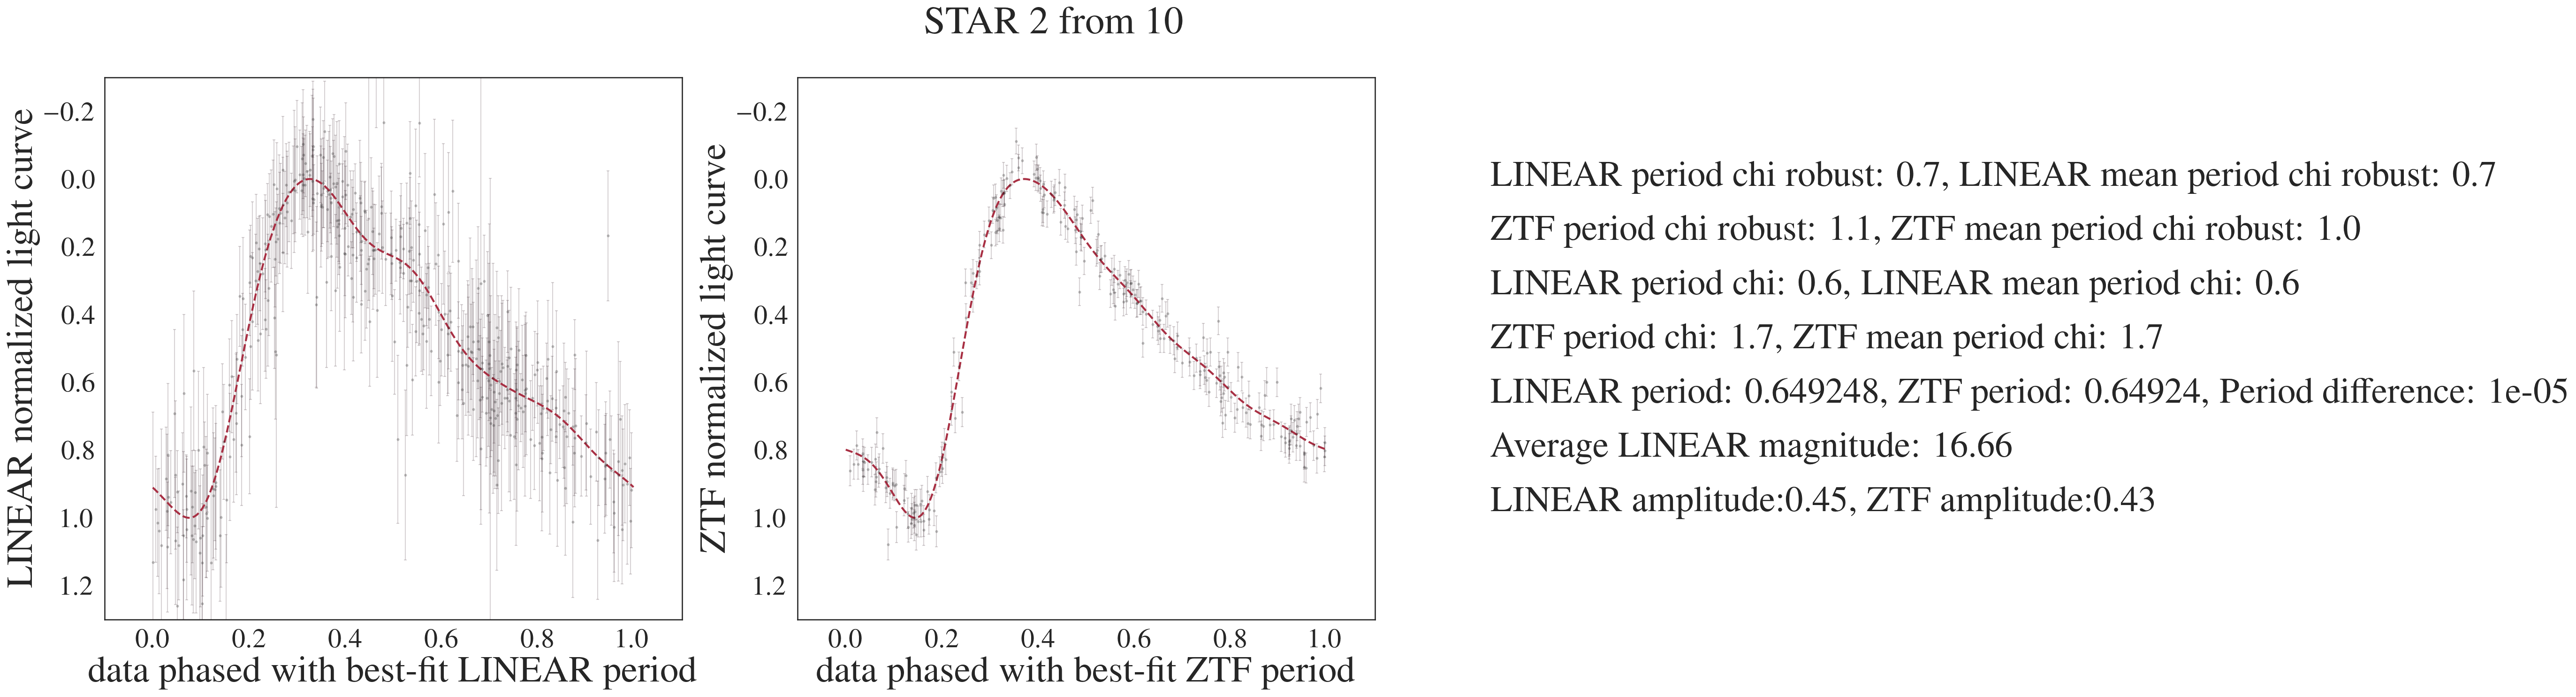 STAR 2 from 10
LINEAR normalized light curve
−0.2
0.0
0.2
0.4
0.6
0.8
1.0
1.2
0.0 0.2 0.4 0.6 0.8 1.0
data phased with best-fit LINEAR period
ZTF normalized light curve
−0.2
0.0
0.2
0.4
0.6
0.8
1.0
1.2
0.0 0.2 0.4 0.6 0.8 1.0
data phased with best-fit ZTF period
LINEAR period chi robust: 0.7, LINEAR mean period chi robust: 0.7
ZTF period chi robust: 1.1, ZTF mean period chi robust: 1.0
LINEAR period chi: 0.6, LINEAR mean period chi: 0.6
ZTF period chi: 1.7, ZTF mean period chi: 1.7
LINEAR period: 0.649248, ZTF period: 0.64924, Period difference: 1e-05
Average LINEAR magnitude: 16.66
LINEAR amplitude:0.45, ZTF amplitude:0.43